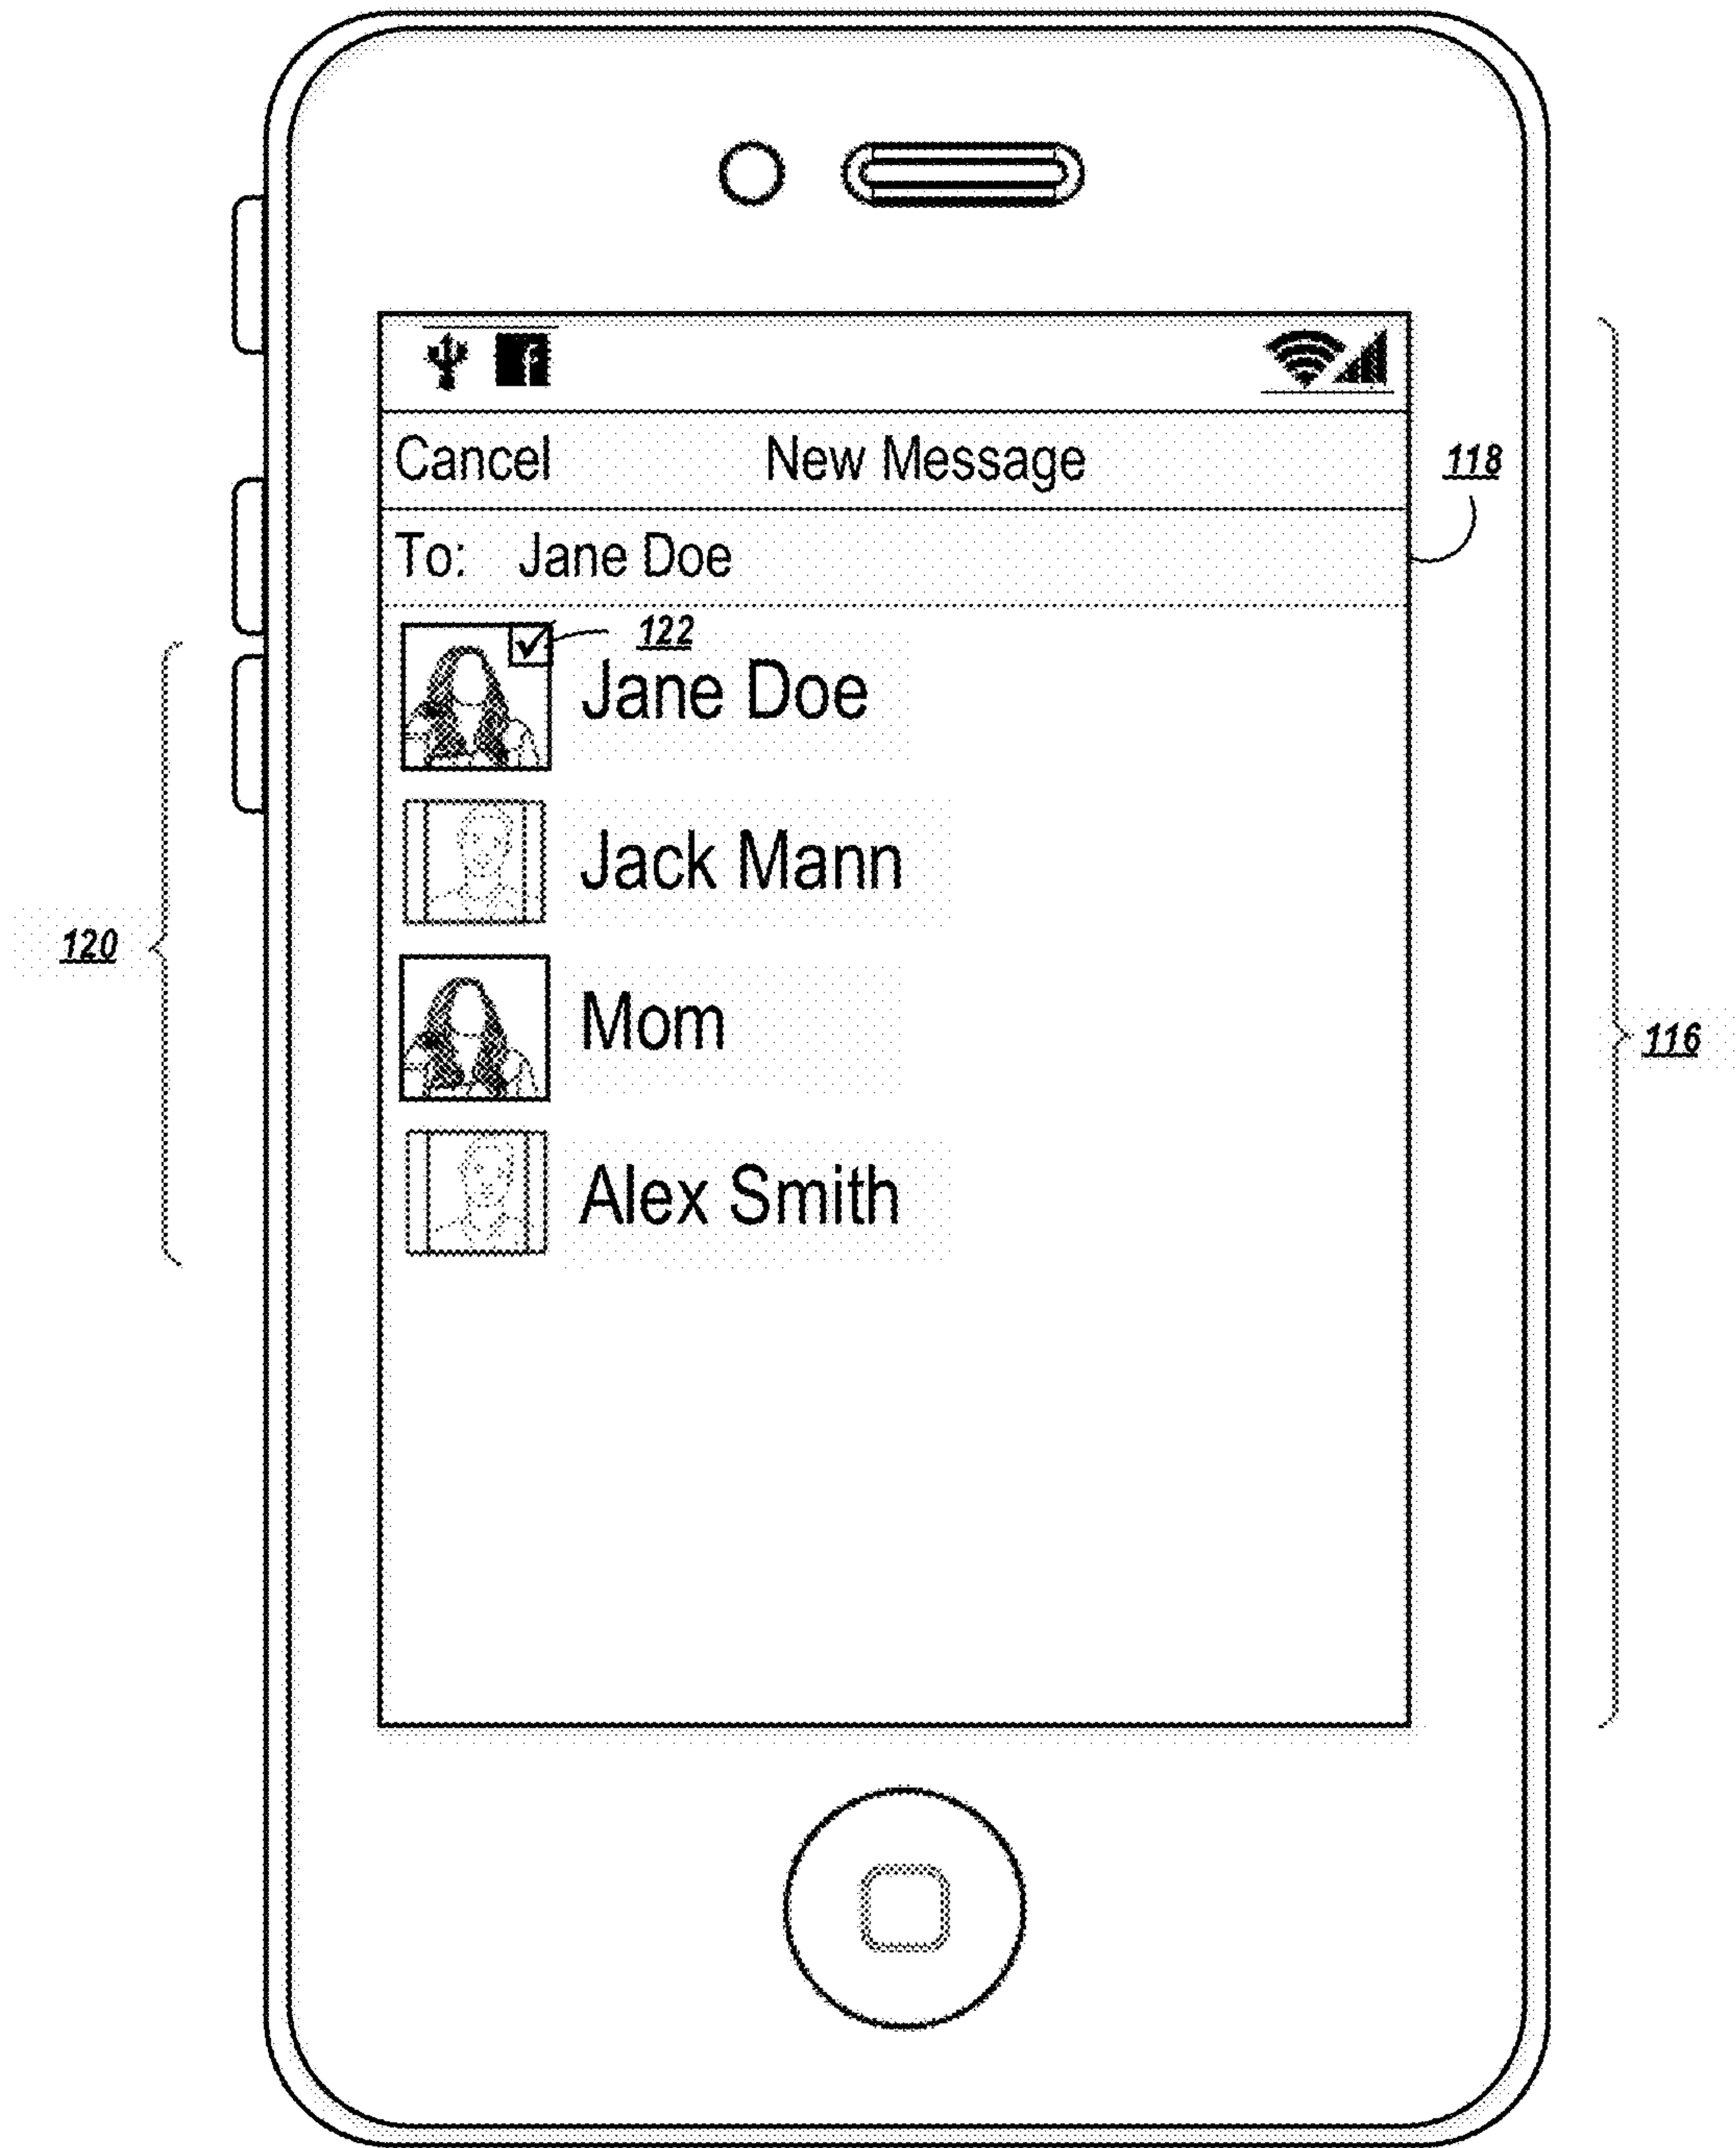 Cancel New Message
118
To: Jane Doe
122
Jane Doe
Jack Mann
120
Mom
116
Alex Smith